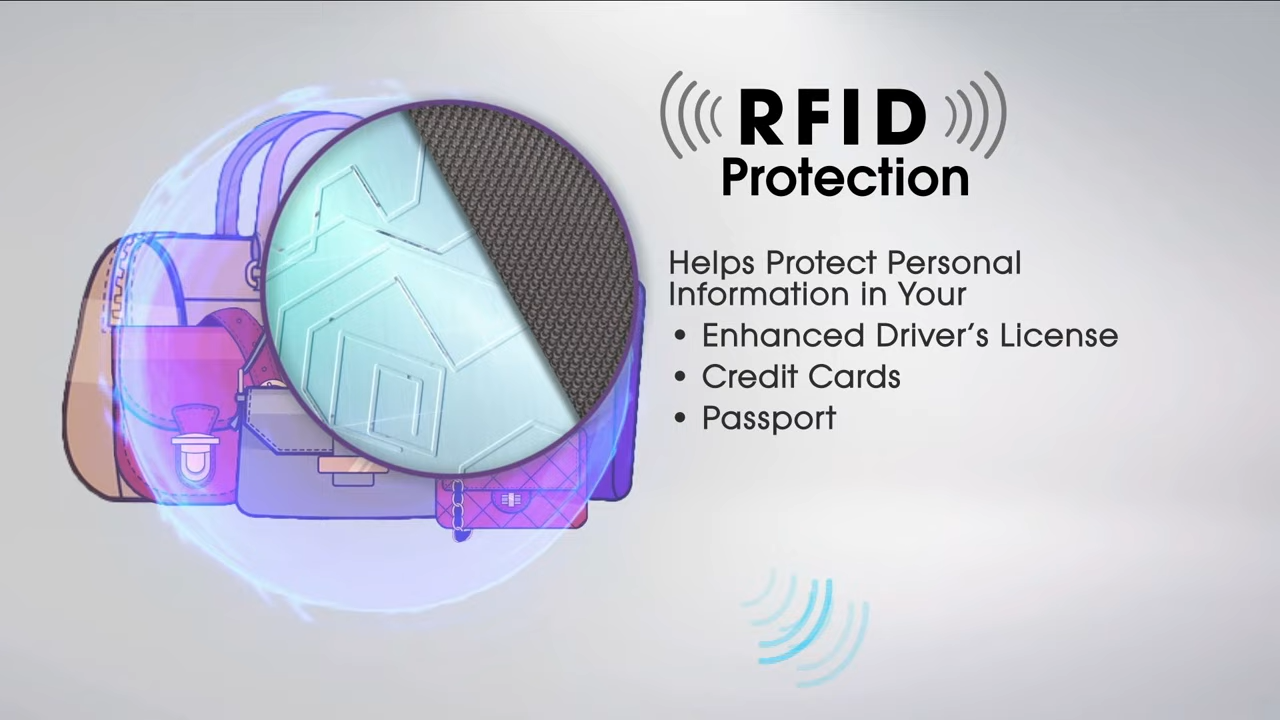 RFID
Protection
Helps Protect Personal
Information in Your
• Enhanced Driver's License
• Credit Cards
• Passport